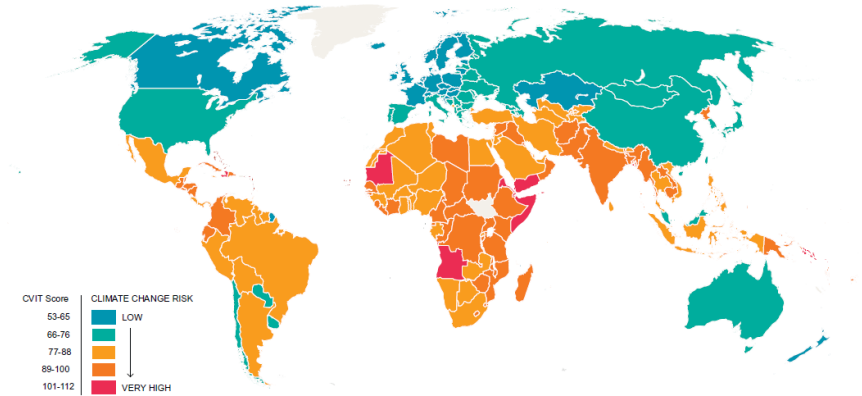 CVIT Score CLIMATE CHANGE RISK
53-65 LOW
66-76
77-88
89-100
101-112 VERY HIGH